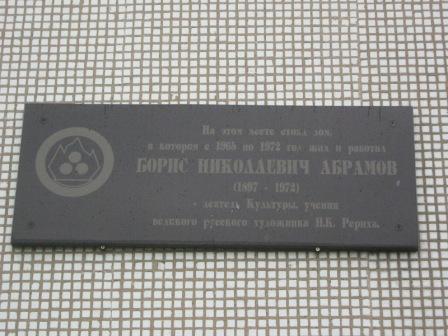 На этом месте стоял дом,
в котором с 1965 по 1972 год жил и работал
БОРИС НИКОЛАЕВИЧ АБРАМОВ
(1897 - 1972)
- деятель Культуры, ученик
великого русского художника Н.К. Рериха.